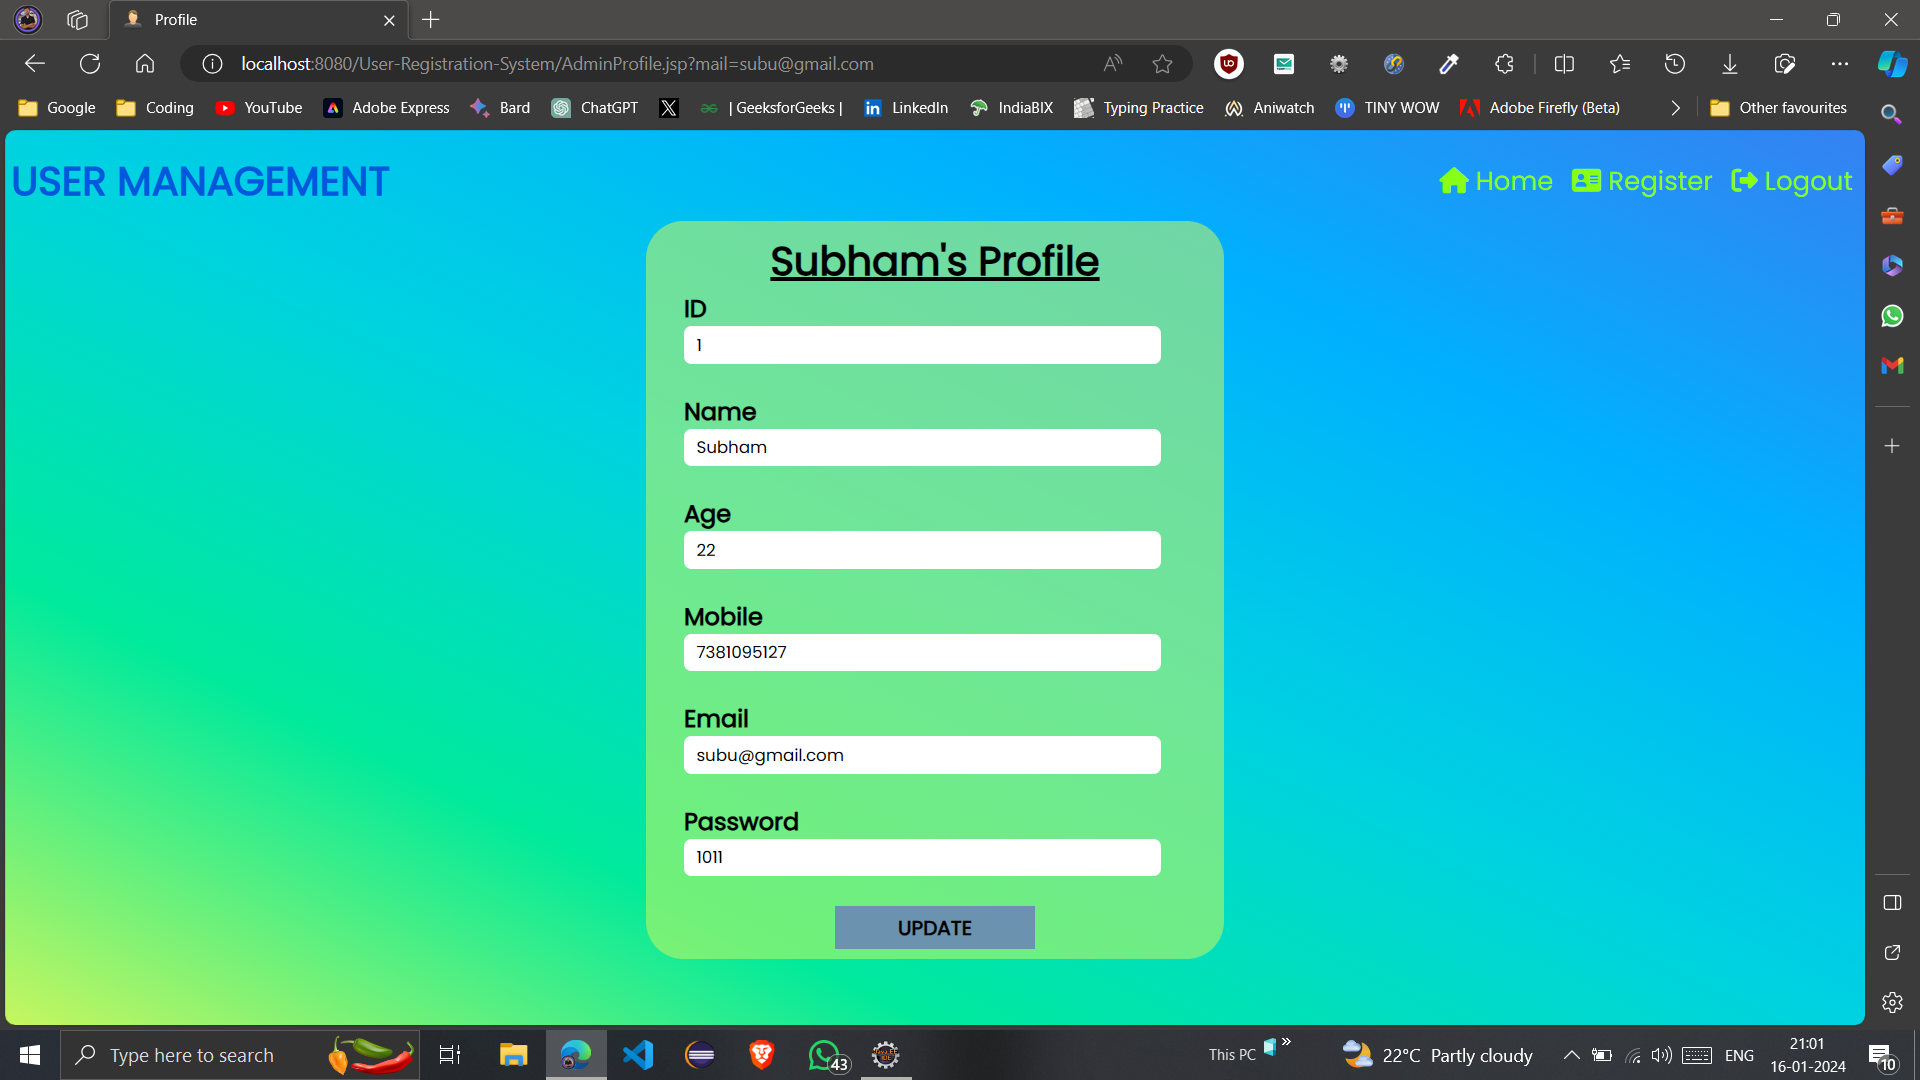 Profile
localhost:8080/User-Registration-System/AdminProfile.jsp?mail=subu@gmail.com
Google Coding YouTube Adobe Express Bard ChatGPT | GeeksforGeeks | LinkedIn IndiaBIX Typing Practice Aniwatch TINY WOW Adobe Firefly (Beta) Other favourites
USER MANAGEMENT Home Register Logout
Subham's Profile
ID
1
Name
Subham
Age
22
Mobile
7381095127
Email
subu@gmail.com
Password
1011
UPDATE
Type here to search 43 This PC 22°C Partly cloudy ENG 21:01
16-01-2024 10